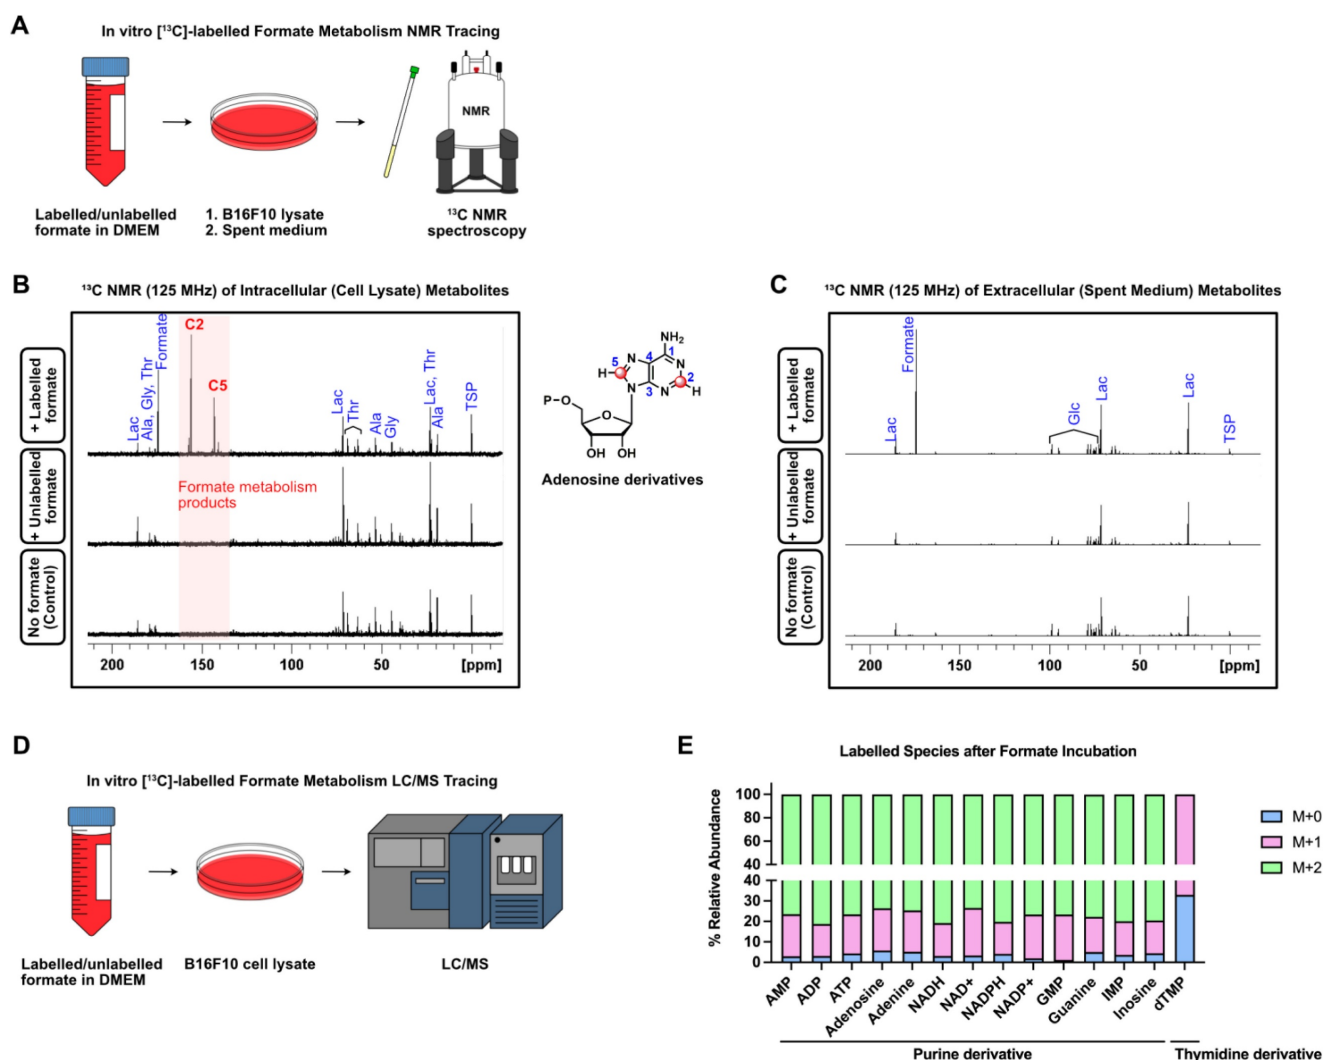 A
In vitro [¹³C]-labelled Formate Metabolism NMR Tracing
NMR
Labelled/unlabelled
formate in DMEM
1. B16F10 lysate
2. Spent medium
¹³C NMR
spectroscopy
B
¹³C NMR (125 MHz) of Intracellular (Cell Lysate) Metabolites
+ Labelled
formate
+ Unlabelled
formate
No formate
(Control)
Lac
Ala, Gly, Thr
Formate
C2
C5
Lac
Thr
Ala
Gly
Lac, Thr
Ala
TSP
Formate metabolism
products
200
150
100
50
[ppm]
NH₂
5
N
4
1
N
H
2
H
N
3
N
P-O
O
OH
OH
Adenosine derivatives
C
¹³C NMR (125 MHz) of Extracellular (Spent Medium) Metabolites
+ Labelled
formate
+ Unlabelled
formate
No formate
(Control)
Lac
Formate
Glc
Lac
Lac
TSP
200
150
100
50
[ppm]
D
In vitro [¹³C]-labelled Formate Metabolism LC/MS Tracing
Labelled/unlabelled
formate in DMEM
B16F10 cell lysate
LC/MS
E
Labelled Species after Formate Incubation
% Relative Abundance
100
80
60
40
40
30
20
10
0
AMP
ADP
ATP
Adenosine
Adenine
NADH
NAD+
NADPH
NADP+
GMP
Guanine
IMP
Inosine
dTMP
Purine derivative
Thymidine derivative
M+0
M+1
M+2